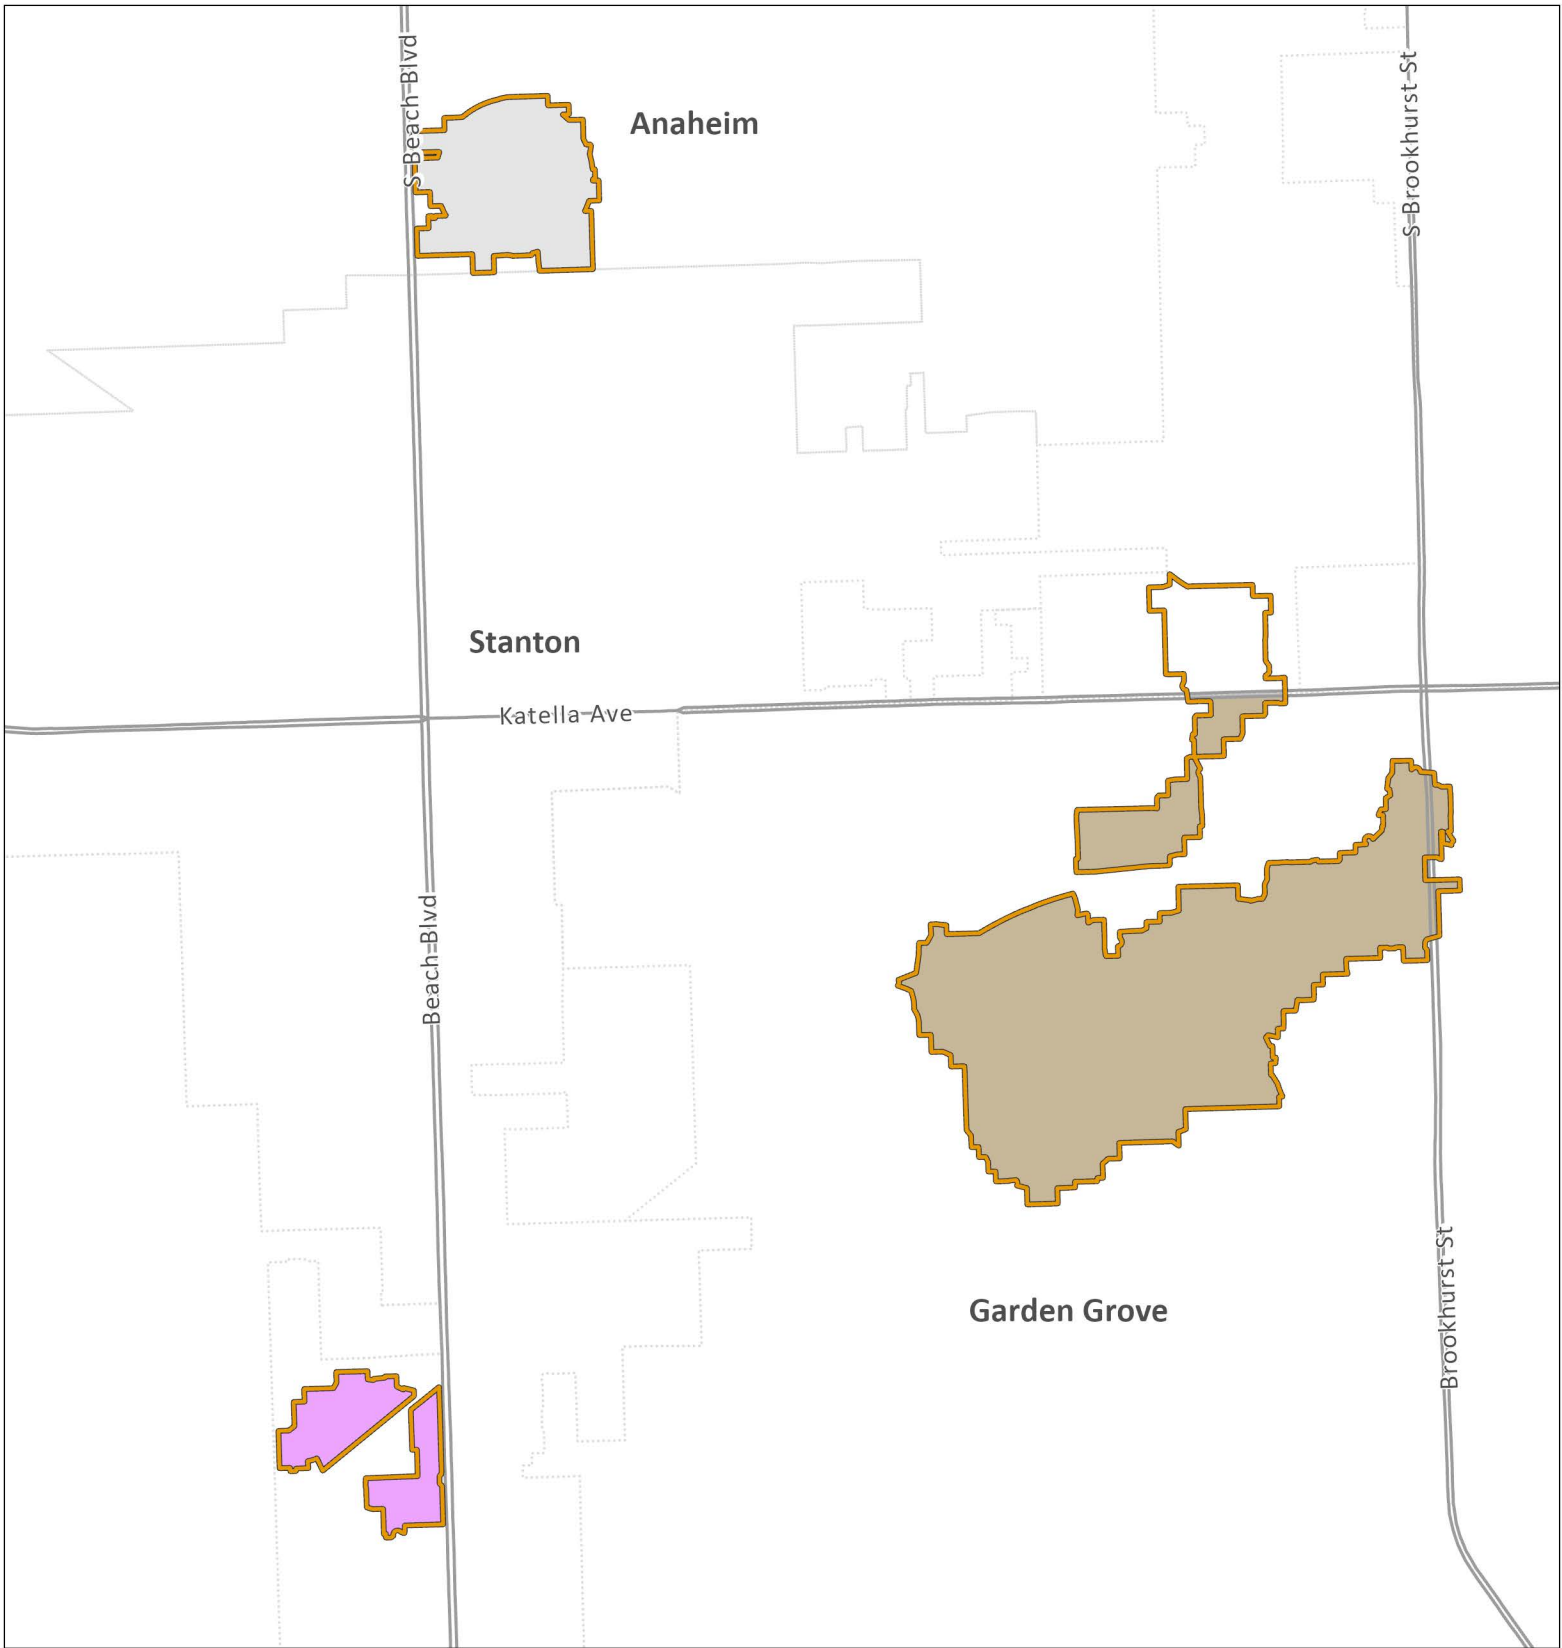 S Beach Blvd
Anaheim
S Brookhurst St
Stanton
Katella Ave
Beach Blvd
Garden Grove
Brookhurst St